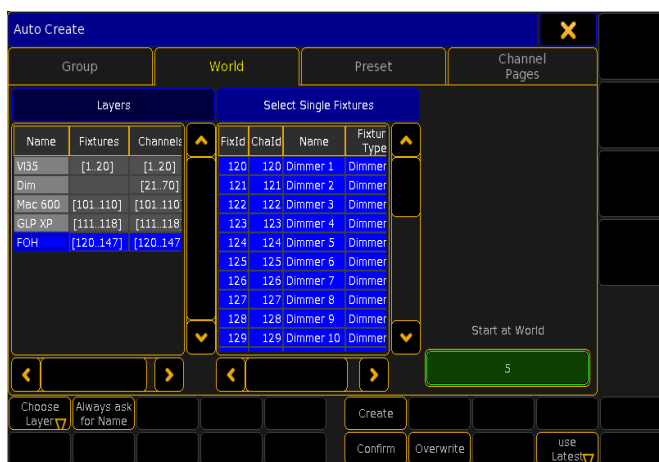 Auto Create
Group World Preset Channel Pages
Layers Select Single Fixtures
Name Fixtures Channels FixId ChaId Name Fixtur Type
VI35 [1..20] [1..20] 120 120 Dimmer 1 Dimmer
Dim [21..70] 121 121 Dimmer 2 Dimmer
Mac 600 [101..110] [101..110 122 122 Dimmer 3 Dimmer
GLP XP [111..118] [111..118 123 123 Dimmer 4 Dimmer
FOH [120..147] [120..147 124 124 Dimmer 5 Dimmer
125 125 Dimmer 6 Dimmer
126 126 Dimmer 7 Dimmer
127 127 Dimmer 8 Dimmer
128 128 Dimmer 9 Dimmer
129 129 Dimmer 10 Dimmer
Start at World
5
Choose Layer Always ask for Name Create
Confirm Overwrite use Latest